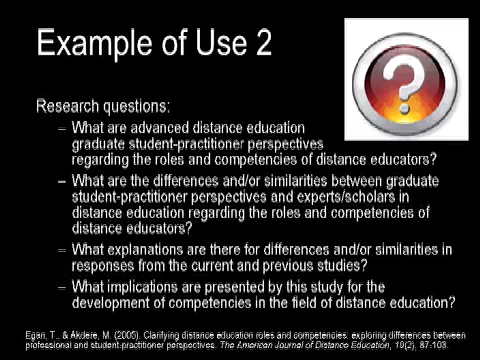 Example of Use 2
Research questions:
– What are advanced distance education
graduate student-practitioner perspectives
regarding the roles and competencies of distance educators?
– What are the differences and/or similarities between graduate
student-practitioner perspectives and experts/scholars in
distance education regarding the roles and competencies of
distance educators?
– What explanations are there for differences and/or similarities in
responses from the current and previous studies?
– What implications are presented by this study for the
development of competencies in the field of distance education?
Egan, T., & Akdere, M. (2005). Clarifying distance education roles and competencies: exploring differences between
professional and student-practitioner perspectives. The American Journal of Distance Education, 19(2), 87-103.